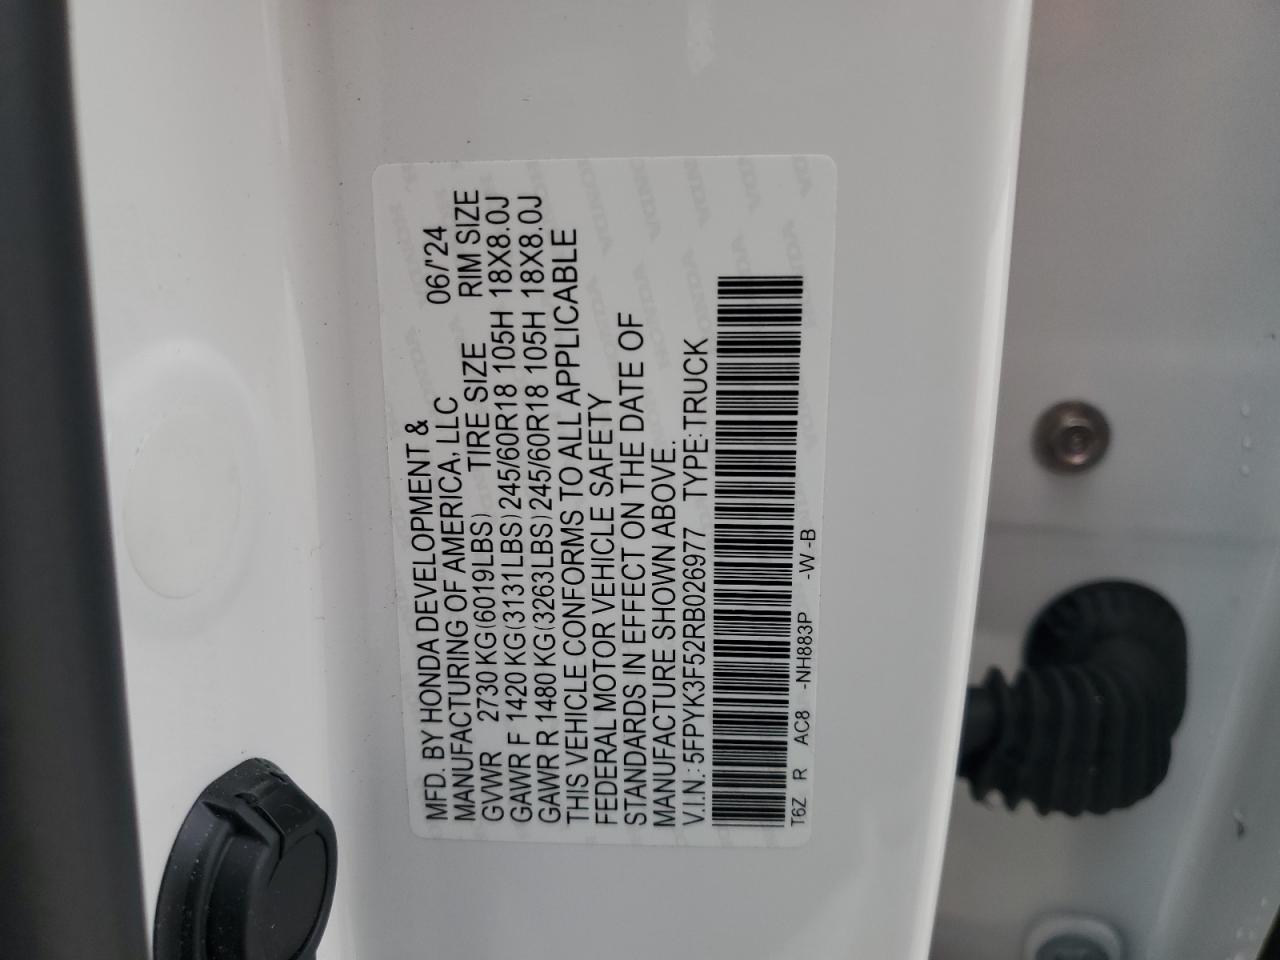 MFD. BY HONDA DEVELOPMENT &
MANUFACTURING OF AMERICA, LLC 06/'24
GVWR 2730 KG(6019LBS) TIRE SIZE RIM SIZE
GAWR F 1420 KG(3131LBS) 245/60R18 105H 18X8.0J
GAWR R 1480 KG(3263LBS) 245/60R18 105H 18X8.0J
THIS VEHICLE CONFORMS TO ALL APPLICABLE
FEDERAL MOTOR VEHICLE SAFETY
STANDARDS IN EFFECT ON THE DATE OF
MANUFACTURE SHOWN ABOVE.
V.I.N.: 5FPYK3F52RB026977 TYPE: TRUCK
T6Z R AC8 -NH883P -W -B